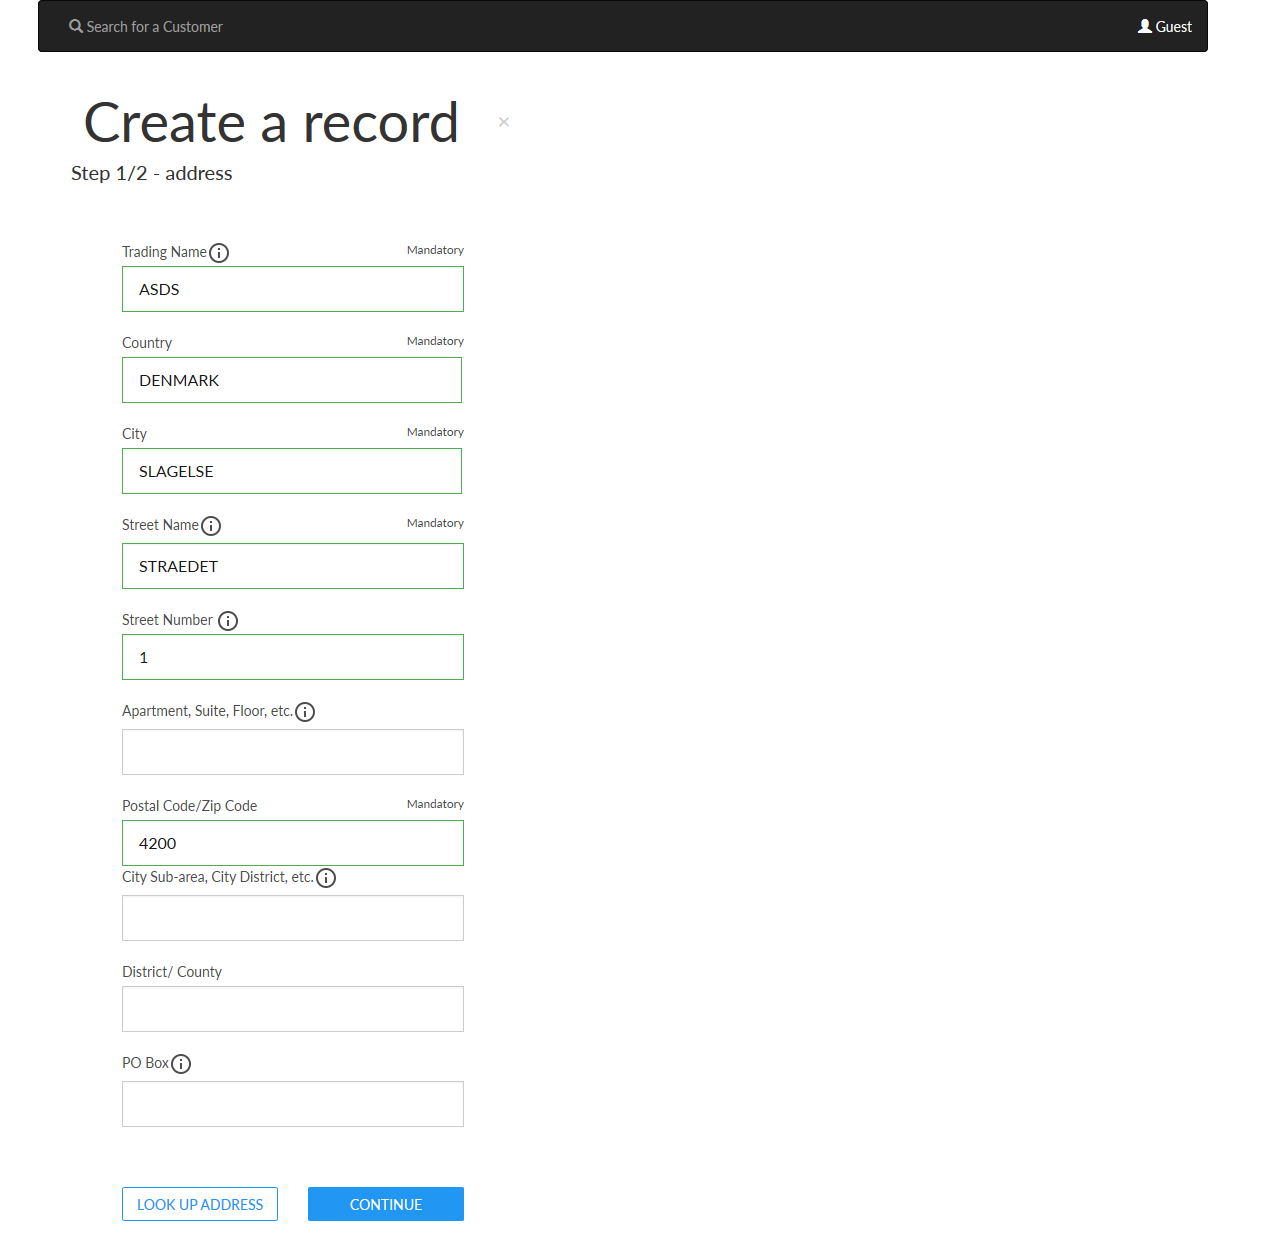 Search for a Customer
Guest
Create a record ×
Step 1/2 - address
Trading Name Mandatory
ASDS
Country Mandatory
DENMARK
City Mandatory
SLAGELSE
Street Name Mandatory
STRAEDET
Street Number
1
Apartment, Suite, Floor, etc.
Postal Code/Zip Code Mandatory
4200
City Sub-area, City District, etc.
District/ County
PO Box
LOOK UP ADDRESS CONTINUE